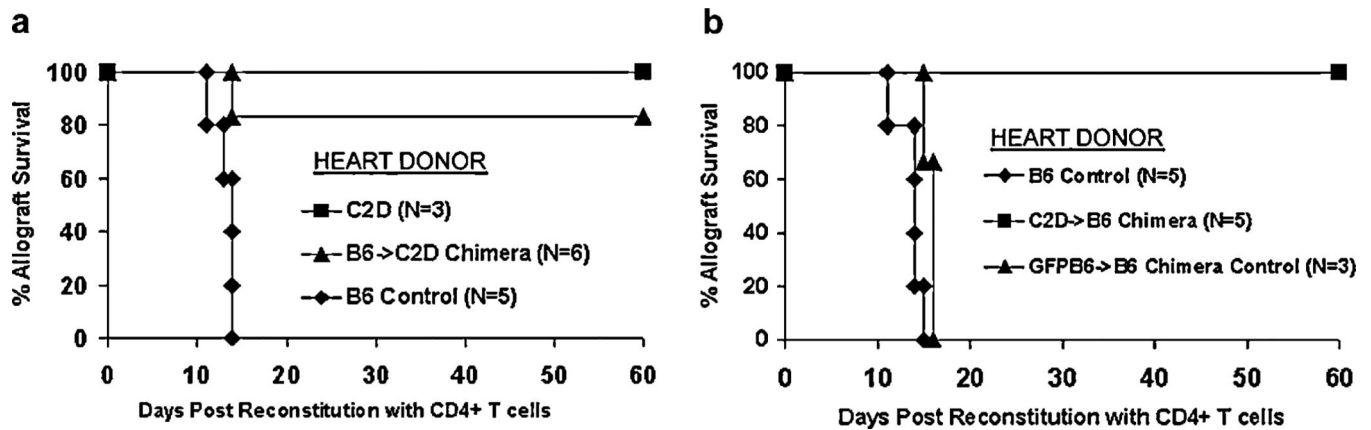 a
% Allograft Survival
100
80
60
40
20
0
HEART DONOR
C2D (N=3)
B6->C2D Chimera (N=6)
B6 Control (N=5)
0 10 20 30 40 50 60
Days Post Reconstitution with CD4+ T cells
b
% Allograft Survival
100
80
60
40
20
0
HEART DONOR
B6 Control (N=5)
C2D->B6 Chimera (N=5)
GFPB6->B6 Chimera Control (N=3)
0 10 20 30 40 50 60
Days Post Reconstitution with CD4+ T cells